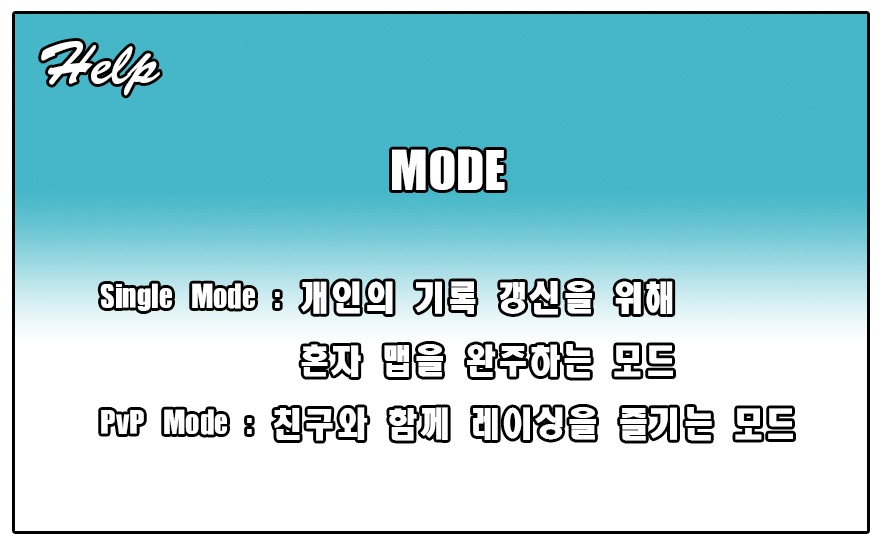 Help
MODE
Single Mode : 개인의 기록 갱신을 위해
혼자 맵을 완주하는 모드
PvP Mode : 친구와 함께 레이싱을 즐기는 모드